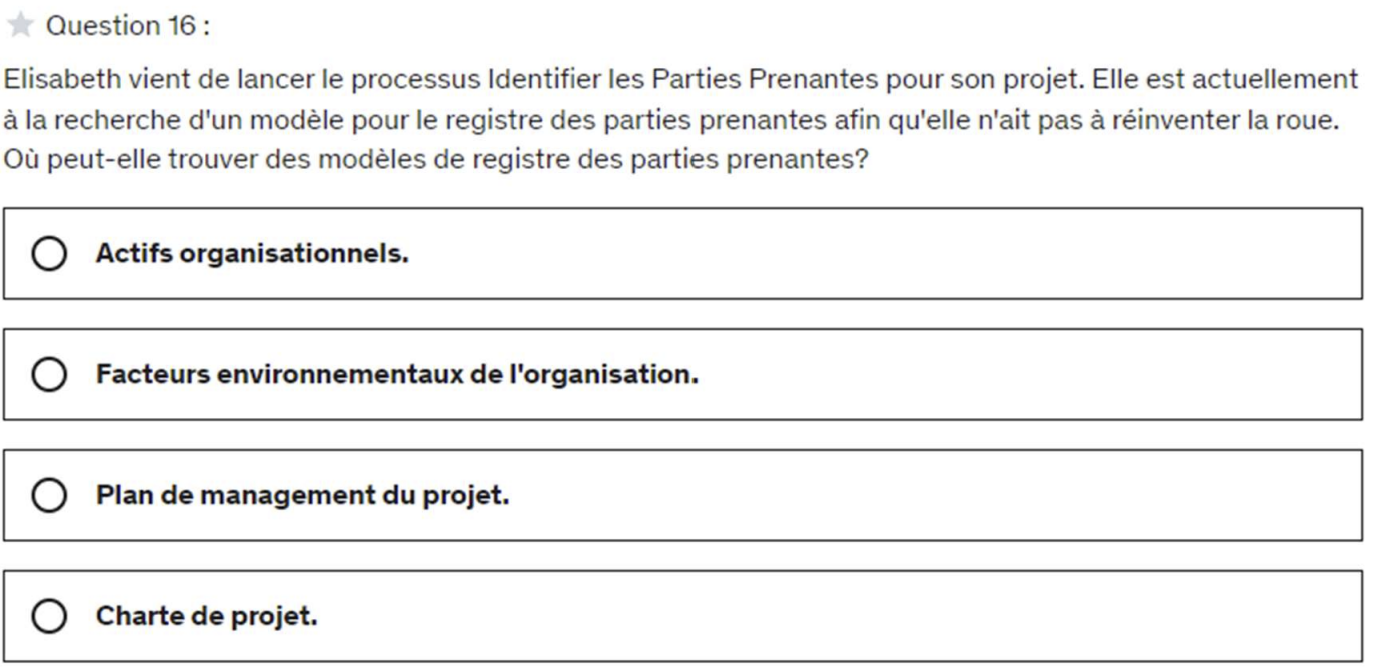 Question 16 :
Elisabeth vient de lancer le processus Identifier les Parties Prenantes pour son projet. Elle est actuellement
à la recherche d'un modèle pour le registre des parties prenantes afin qu'elle n'ait pas à réinventer la roue.
Où peut-elle trouver des modèles de registre des parties prenantes?
Actifs organisationnels.
Facteurs environnementaux de l'organisation.
Plan de management du projet.
Charte de projet.